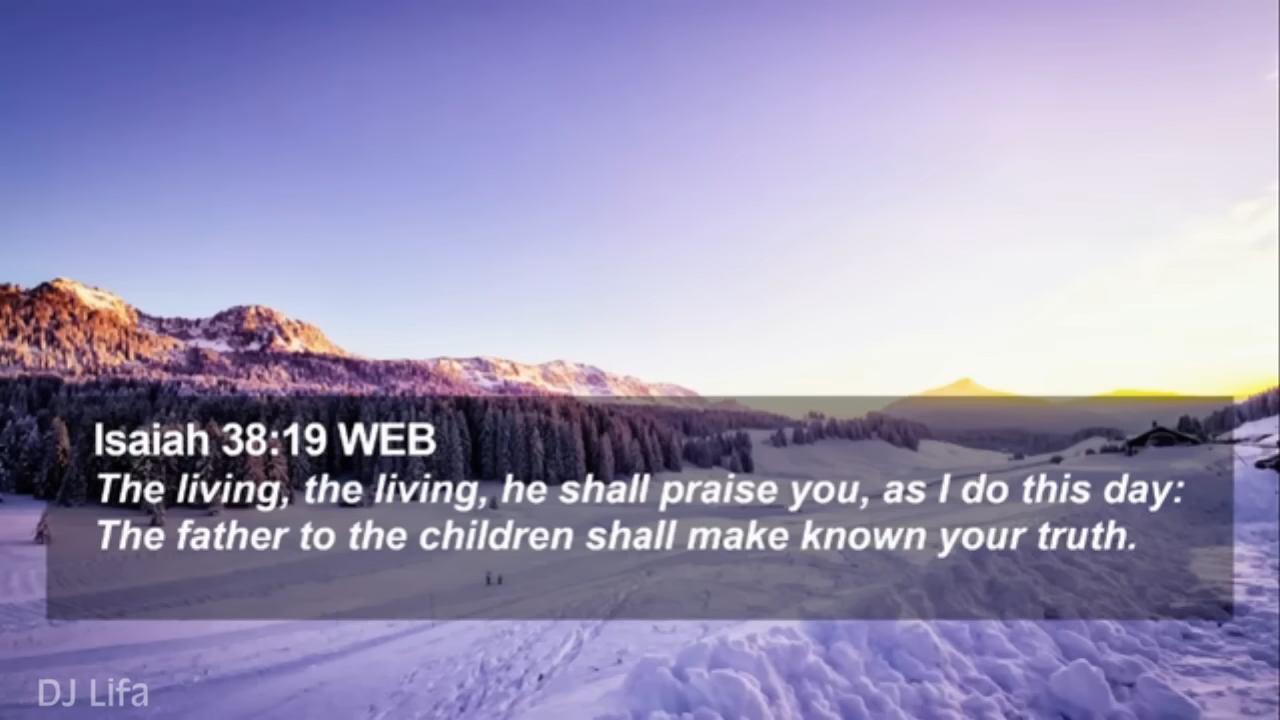 Isaiah 38:19 WEB
The living, the living, he shall praise you, as I do this day:
The father to the children shall make known your truth.
DJ Lifa